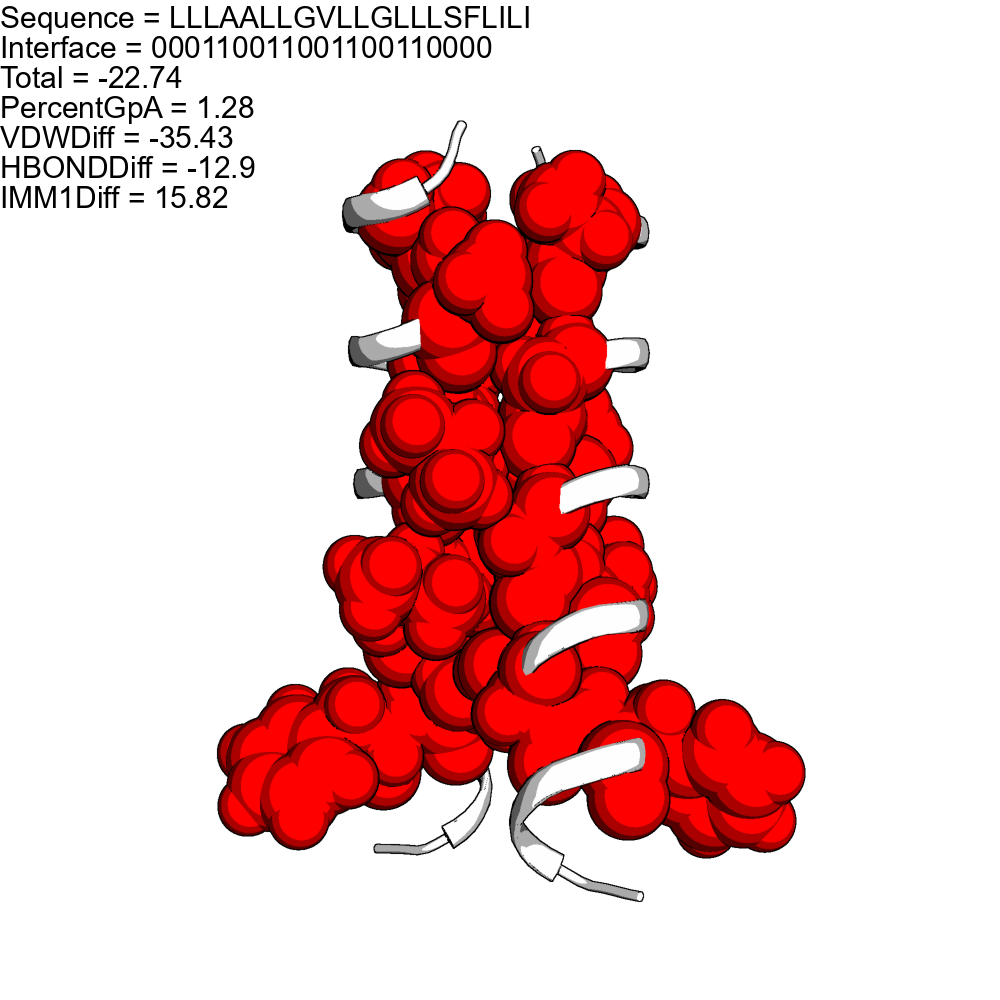 Sequence = LLLAALLGVLLGLLLSFLILI
Interface = 000110011001100110000
Total = -22.74
PercentGpA = 1.28
VDWDiff = -35.43
HBONDDiff = -12.9
IMM1Diff = 15.82